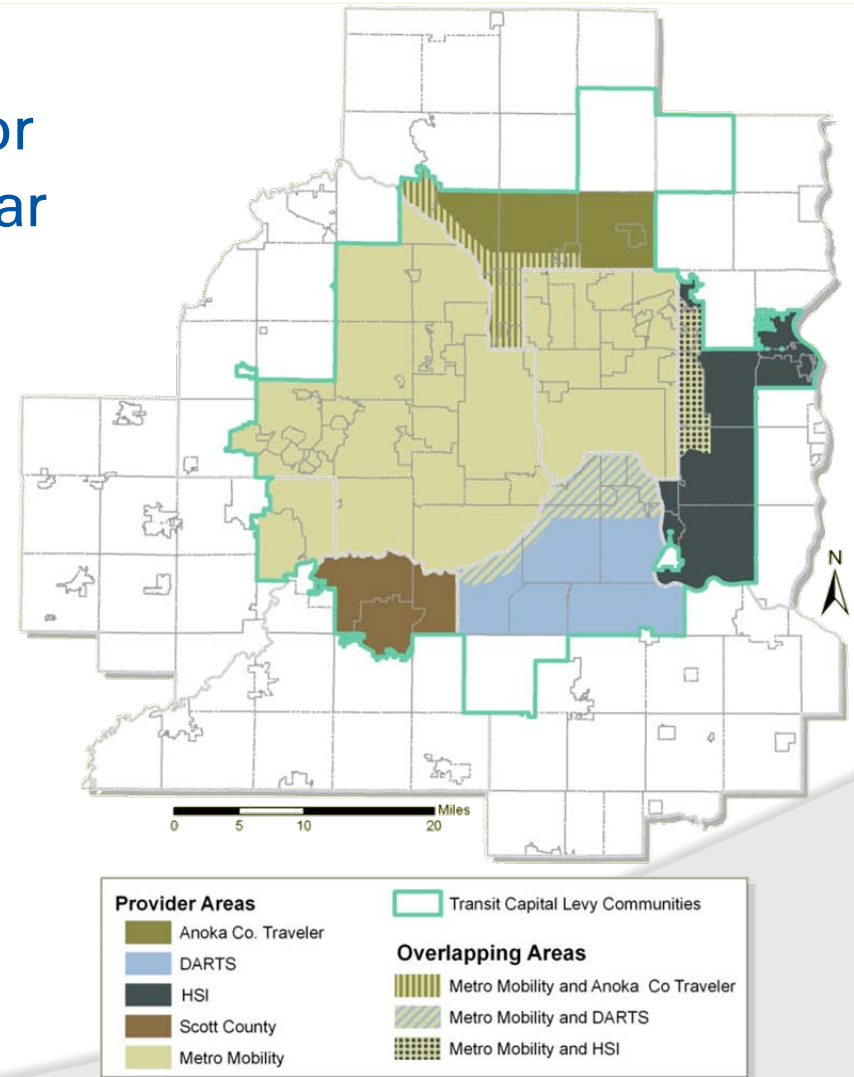 or
ar
N
Miles
0 5 10 20
Provider Areas
Anoka Co. Traveler
DARTS
HSI
Scott County
Metro Mobility
Transit Capital Levy Communities
Overlapping Areas
Metro Mobility and Anoka Co Traveler
Metro Mobility and DARTS
Metro Mobility and HSI